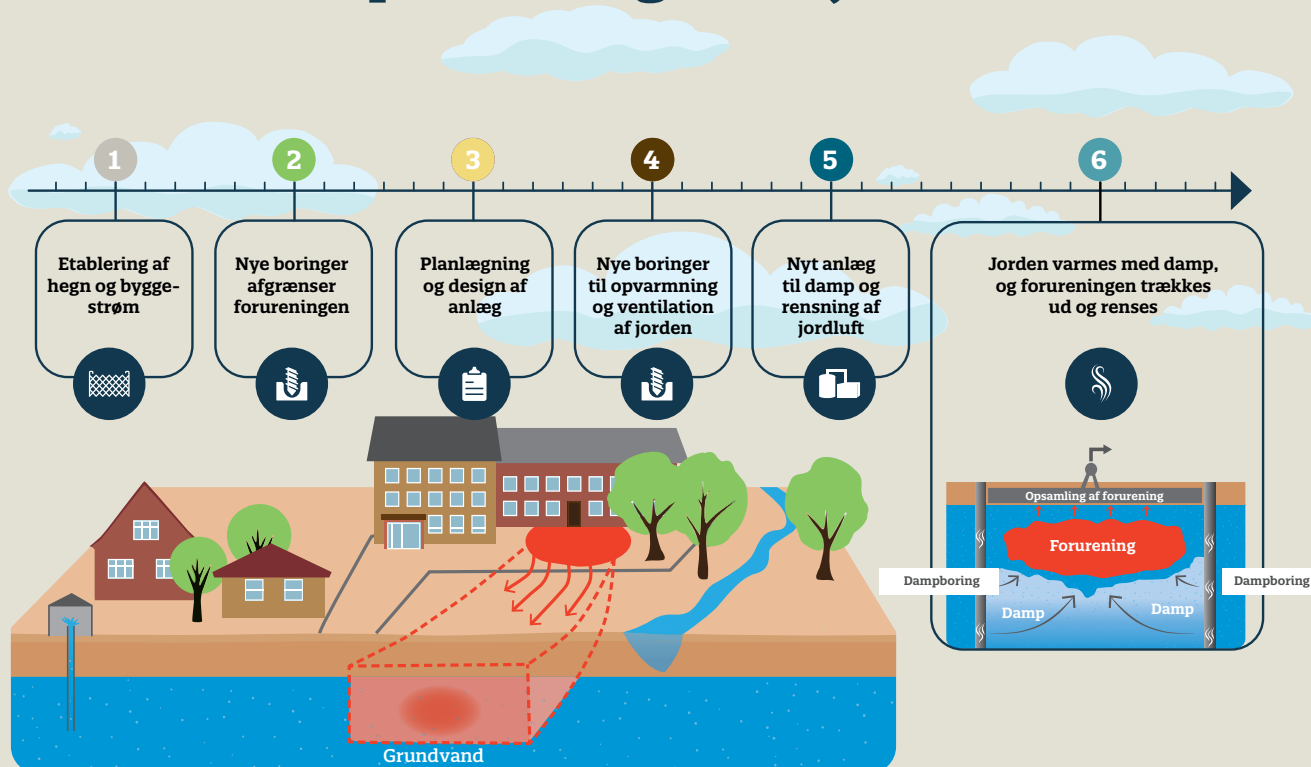 1
2
3
4
5
6
Etablering af
hegn og bygge-
strøm
Nye boringer
afgrænser
forureningen
Planlægning
og design af
anlæg
Nye boringer
til opvarmning
og ventilation
af jorden
Nyt anlæg
til damp og
rensning af
jordluft
Jorden varmes med damp,
og forureningen trækkes
ud og renses
Opsamling af forurening
Forurening
Dampboring
Dampboring
Damp
Damp
Grundvand